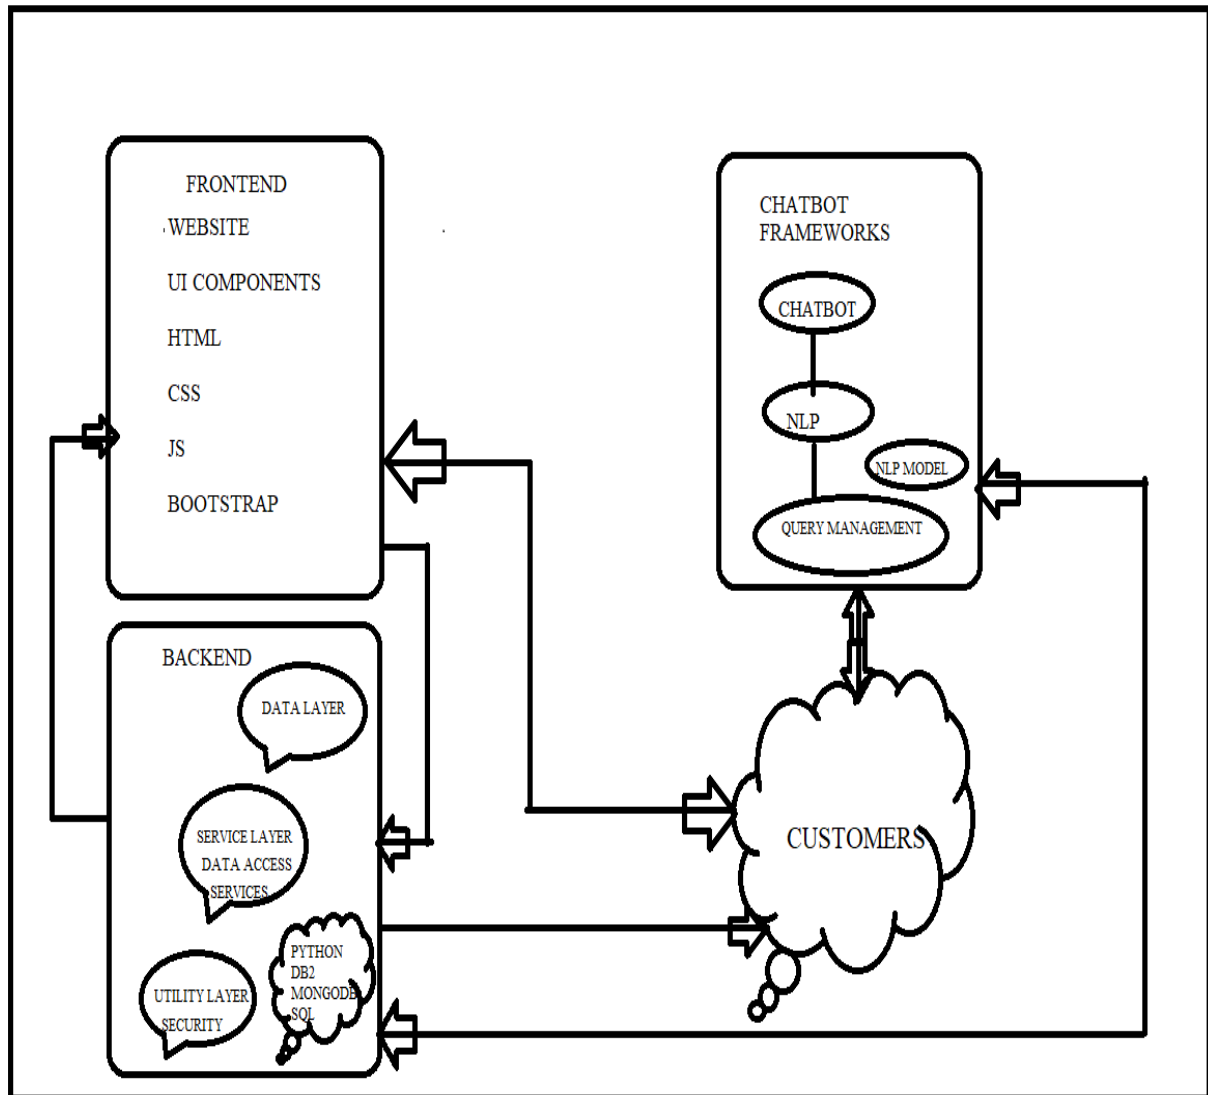 FRONTEND
WEBSITE
UI COMPONENTS
HTML
CSS
JS
BOOTSTRAP
CHATBOT
FRAMEWORKS
CHATBOT
NLP
NLP MODEL
QUERY MANAGEMENT
BACKEND
DATA LAYER
SERVICE LAYER
DATA ACCESS
SERVICES
UTILITY LAYER
SECURITY
PYTHON
DB2
MONGODB
SQL
CUSTOMERS